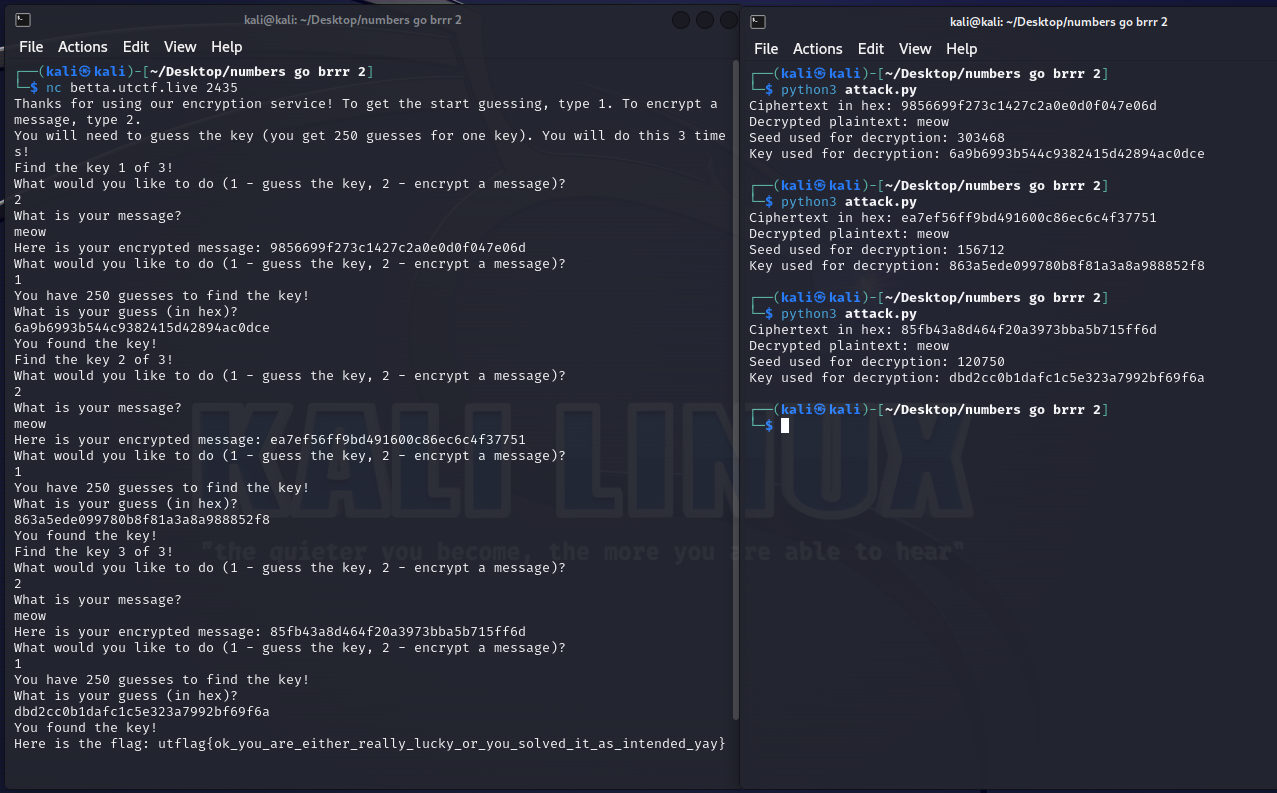 kali@kali: ~/Desktop/numbers go brrr 2
File Actions Edit View Help
┌──(kali㉿kali)-[~/Desktop/numbers go brrr 2]
└─$ nc betta.utctf.live 2435
Thanks for using our encryption service! To get the start guessing, type 1. To encrypt a
message, type 2.
You will need to guess the key (you get 250 guesses for one key). You will do this 3 time
s!
Find the key 1 of 3!
What would you like to do (1 - guess the key, 2 - encrypt a message)?
2
What is your message?
meow
Here is your encrypted message: 9856699f273c1427c2a0e0d0f047e06d
What would you like to do (1 - guess the key, 2 - encrypt a message)?
1
You have 250 guesses to find the key!
What is your guess (in hex)?
6a9b6993b544c9382415d42894ac0dce
You found the key!
Find the key 2 of 3!
What would you like to do (1 - guess the key, 2 - encrypt a message)?
2
What is your message?
meow
Here is your encrypted message: ea7ef56ff9bd491600c86ec6c4f37751
What would you like to do (1 - guess the key, 2 - encrypt a message)?
1
You have 250 guesses to find the key!
What is your guess (in hex)?
863a5ede099780b8f81a3a8a988852f8
You found the key!
Find the key 3 of 3!
What would you like to do (1 - guess the key, 2 - encrypt a message)?
2
What is your message?
meow
Here is your encrypted message: 85fb43a8d464f20a3973bba5b715ff6d
What would you like to do (1 - guess the key, 2 - encrypt a message)?
1
You have 250 guesses to find the key!
What is your guess (in hex)?
dbd2cc0b1dafc1c5e323a7992bf69f6a
You found the key!
Here is the flag: utflag{ok_you_are_either_really_lucky_or_you_solved_it_as_intended_yay}
kali@kali: ~/Desktop/numbers go brrr 2
File Actions Edit View Help
┌──(kali㉿kali)-[~/Desktop/numbers go brrr 2]
└─$ python3 attack.py
Ciphertext in hex: 9856699f273c1427c2a0e0d0f047e06d
Decrypted plaintext: meow
Seed used for decryption: 303468
Key used for decryption: 6a9b6993b544c9382415d42894ac0dce
┌──(kali㉿kali)-[~/Desktop/numbers go brrr 2]
└─$ python3 attack.py
Ciphertext in hex: ea7ef56ff9bd491600c86ec6c4f37751
Decrypted plaintext: meow
Seed used for decryption: 156712
Key used for decryption: 863a5ede099780b8f81a3a8a988852f8
┌──(kali㉿kali)-[~/Desktop/numbers go brrr 2]
└─$ python3 attack.py
Ciphertext in hex: 85fb43a8d464f20a3973bba5b715ff6d
Decrypted plaintext: meow
Seed used for decryption: 120750
Key used for decryption: dbd2cc0b1dafc1c5e323a7992bf69f6a
┌──(kali㉿kali)-[~/Desktop/numbers go brrr 2]
└─$
KALI LINUX
"the quieter you become, the more you are able to hear"